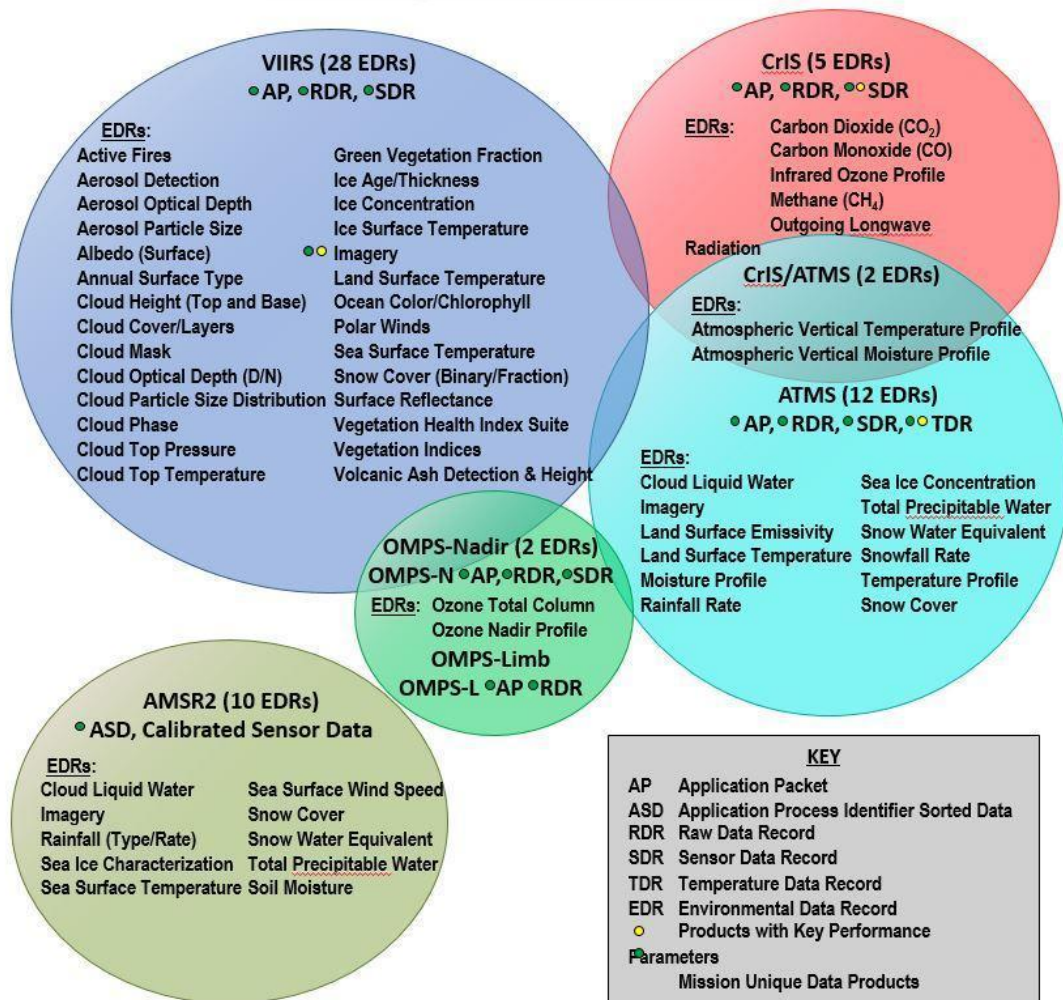 VIIRS (28 EDRs)
AP, RDR, SDR
EDRs:
Active Fires
Aerosol Detection
Aerosol Optical Depth
Aerosol Particle Size
Albedo (Surface)
Annual Surface Type
Cloud Height (Top and Base)
Cloud Cover/Layers
Cloud Mask
Cloud Optical Depth (D/N)
Cloud Particle Size Distribution
Cloud Phase
Cloud Top Pressure
Cloud Top Temperature
Green Vegetation Fraction
Ice Age/Thickness
Ice Concentration
Ice Surface Temperature
Imagery
Land Surface Temperature
Ocean Color/Chlorophyll
Polar Winds
Sea Surface Temperature
Snow Cover (Binary/Fraction)
Surface Reflectance
Vegetation Health Index Suite
Vegetation Indices
Volcanic Ash Detection & Height
CrIS (5 EDRs)
AP, RDR, SDR
EDRs: Carbon Dioxide (CO₂)
Carbon Monoxide (CO)
Infrared Ozone Profile
Methane (CH₄)
Outgoing Longwave
Radiation
CrIS/ATMS (2 EDRs)
EDRs:
Atmospheric Vertical Temperature Profile
Atmospheric Vertical Moisture Profile
ATMS (12 EDRs)
AP, RDR, SDR, TDR
EDRs:
Cloud Liquid Water
Imagery
Land Surface Emissivity
Land Surface Temperature
Moisture Profile
Rainfall Rate
Sea Ice Concentration
Total Precipitable Water
Snow Water Equivalent
Snowfall Rate
Temperature Profile
Snow Cover
OMPS-Nadir (2 EDRs)
OMPS-N AP, RDR, SDR
EDRs: Ozone Total Column
Ozone Nadir Profile
OMPS-Limb
OMPS-L AP RDR
AMSR2 (10 EDRs)
ASD, Calibrated Sensor Data
EDRs:
Cloud Liquid Water
Imagery
Rainfall (Type/Rate)
Sea Ice Characterization
Sea Surface Temperature
Sea Surface Wind Speed
Snow Cover
Snow Water Equivalent
Total Precipitable Water
Soil Moisture
KEY
AP Application Packet
ASD Application Process Identifier Sorted Data
RDR Raw Data Record
SDR Sensor Data Record
TDR Temperature Data Record
EDR Environmental Data Record
Products with Key Performance
Parameters
Mission Unique Data Products